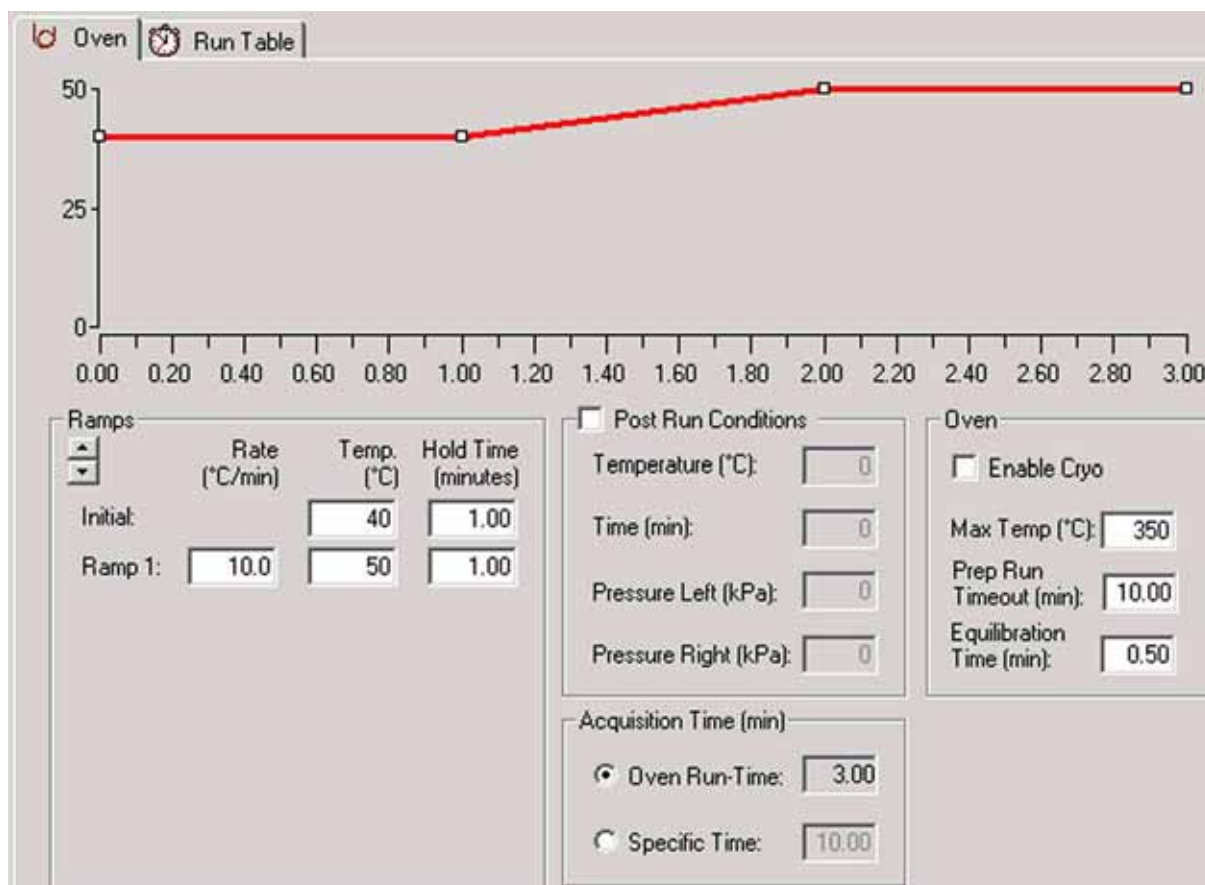 Oven Run Table
50
25
0
0.00 0.20 0.40 0.60 0.80 1.00 1.20 1.40 1.60 1.80 2.00 2.20 2.40 2.60 2.80 3.00
Ramps
Rate Temp. Hold Time
(°C/min) (°C) (minutes)
Initial: 40 1.00
Ramp 1: 10.0 50 1.00
Post Run Conditions
Temperature (°C): 0
Time (min): 0
Pressure Left (kPa): 0
Pressure Right (kPa): 0
Oven
Enable Cryo
Max Temp (°C): 350
Prep Run
Timeout (min): 10.00
Equilibration
Time (min): 0.50
Acquisition Time (min)
Oven Run-Time: 3.00
Specific Time: 10.00